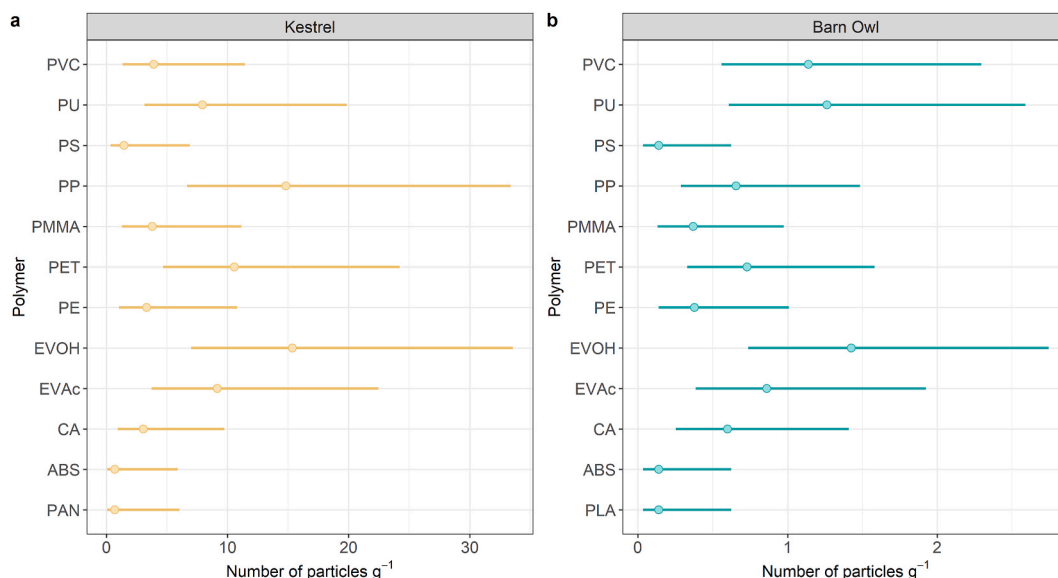 a
Kestrel
Polymer
PVC
PU
PS
PP
PMMA
PET
PE
EVOH
EVAc
CA
ABS
PAN
0 10 20 30
Number of particles g⁻¹
b
Barn Owl
Polymer
PVC
PU
PS
PP
PMMA
PET
PE
EVOH
EVAc
CA
ABS
PLA
0 1 2
Number of particles g⁻¹